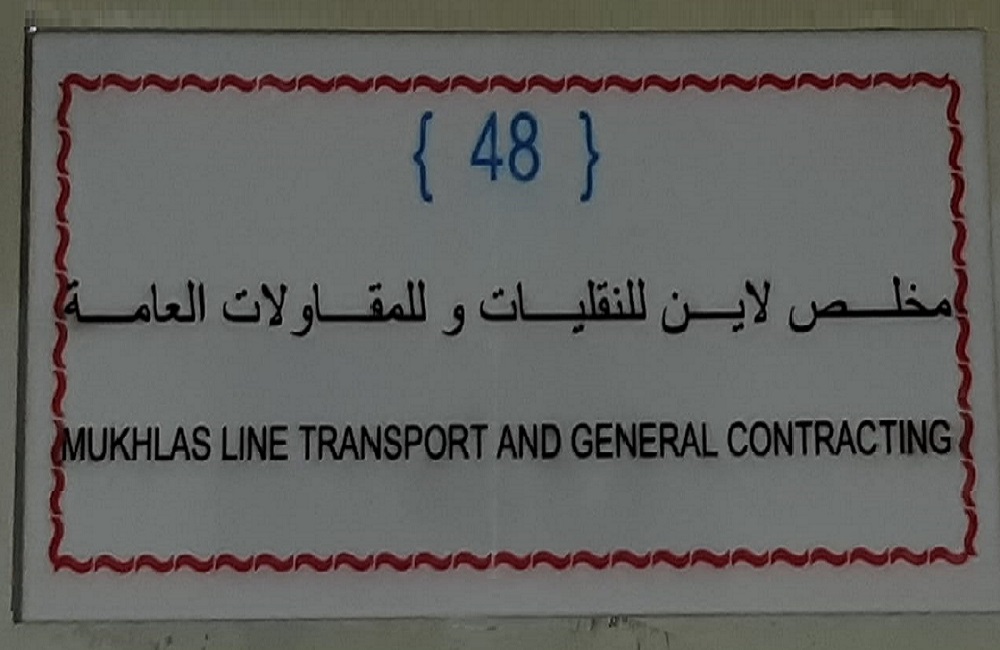 { 48 }
مخلص لاين للنقليات و للمقاولات العامة
MUKHLAS LINE TRANSPORT AND GENERAL CONTRACTING